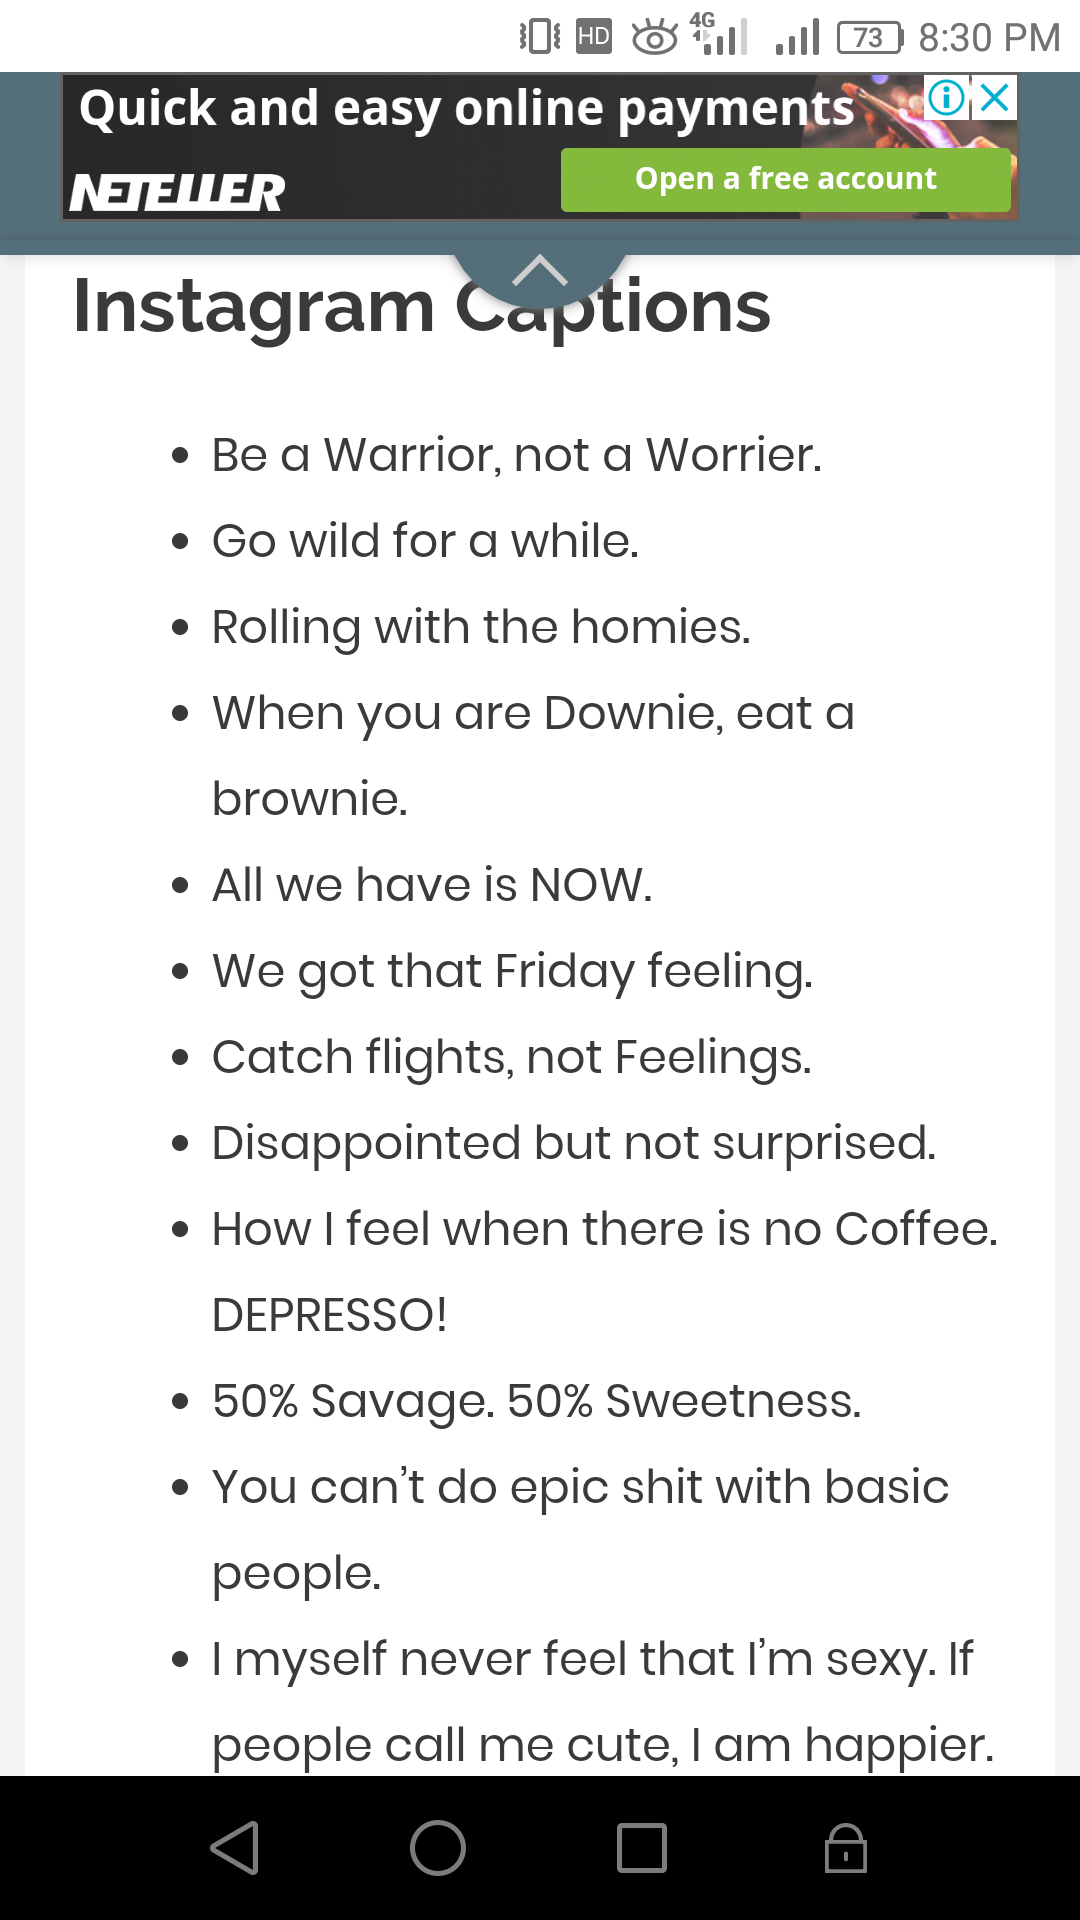 HD 4G 73 8:30 PM
Quick and easy online payments
NETELLER
Open a free account
Instagram Captions
• Be a Warrior, not a Worrier.
• Go wild for a while.
• Rolling with the homies.
• When you are Downie, eat a
brownie.
• All we have is NOW.
• We got that Friday feeling.
• Catch flights, not Feelings.
• Disappointed but not surprised.
• How I feel when there is no Coffee.
DEPRESSO!
• 50% Savage. 50% Sweetness.
• You can’t do epic shit with basic
people.
• I myself never feel that I’m sexy. If
people call me cute, I am happier.